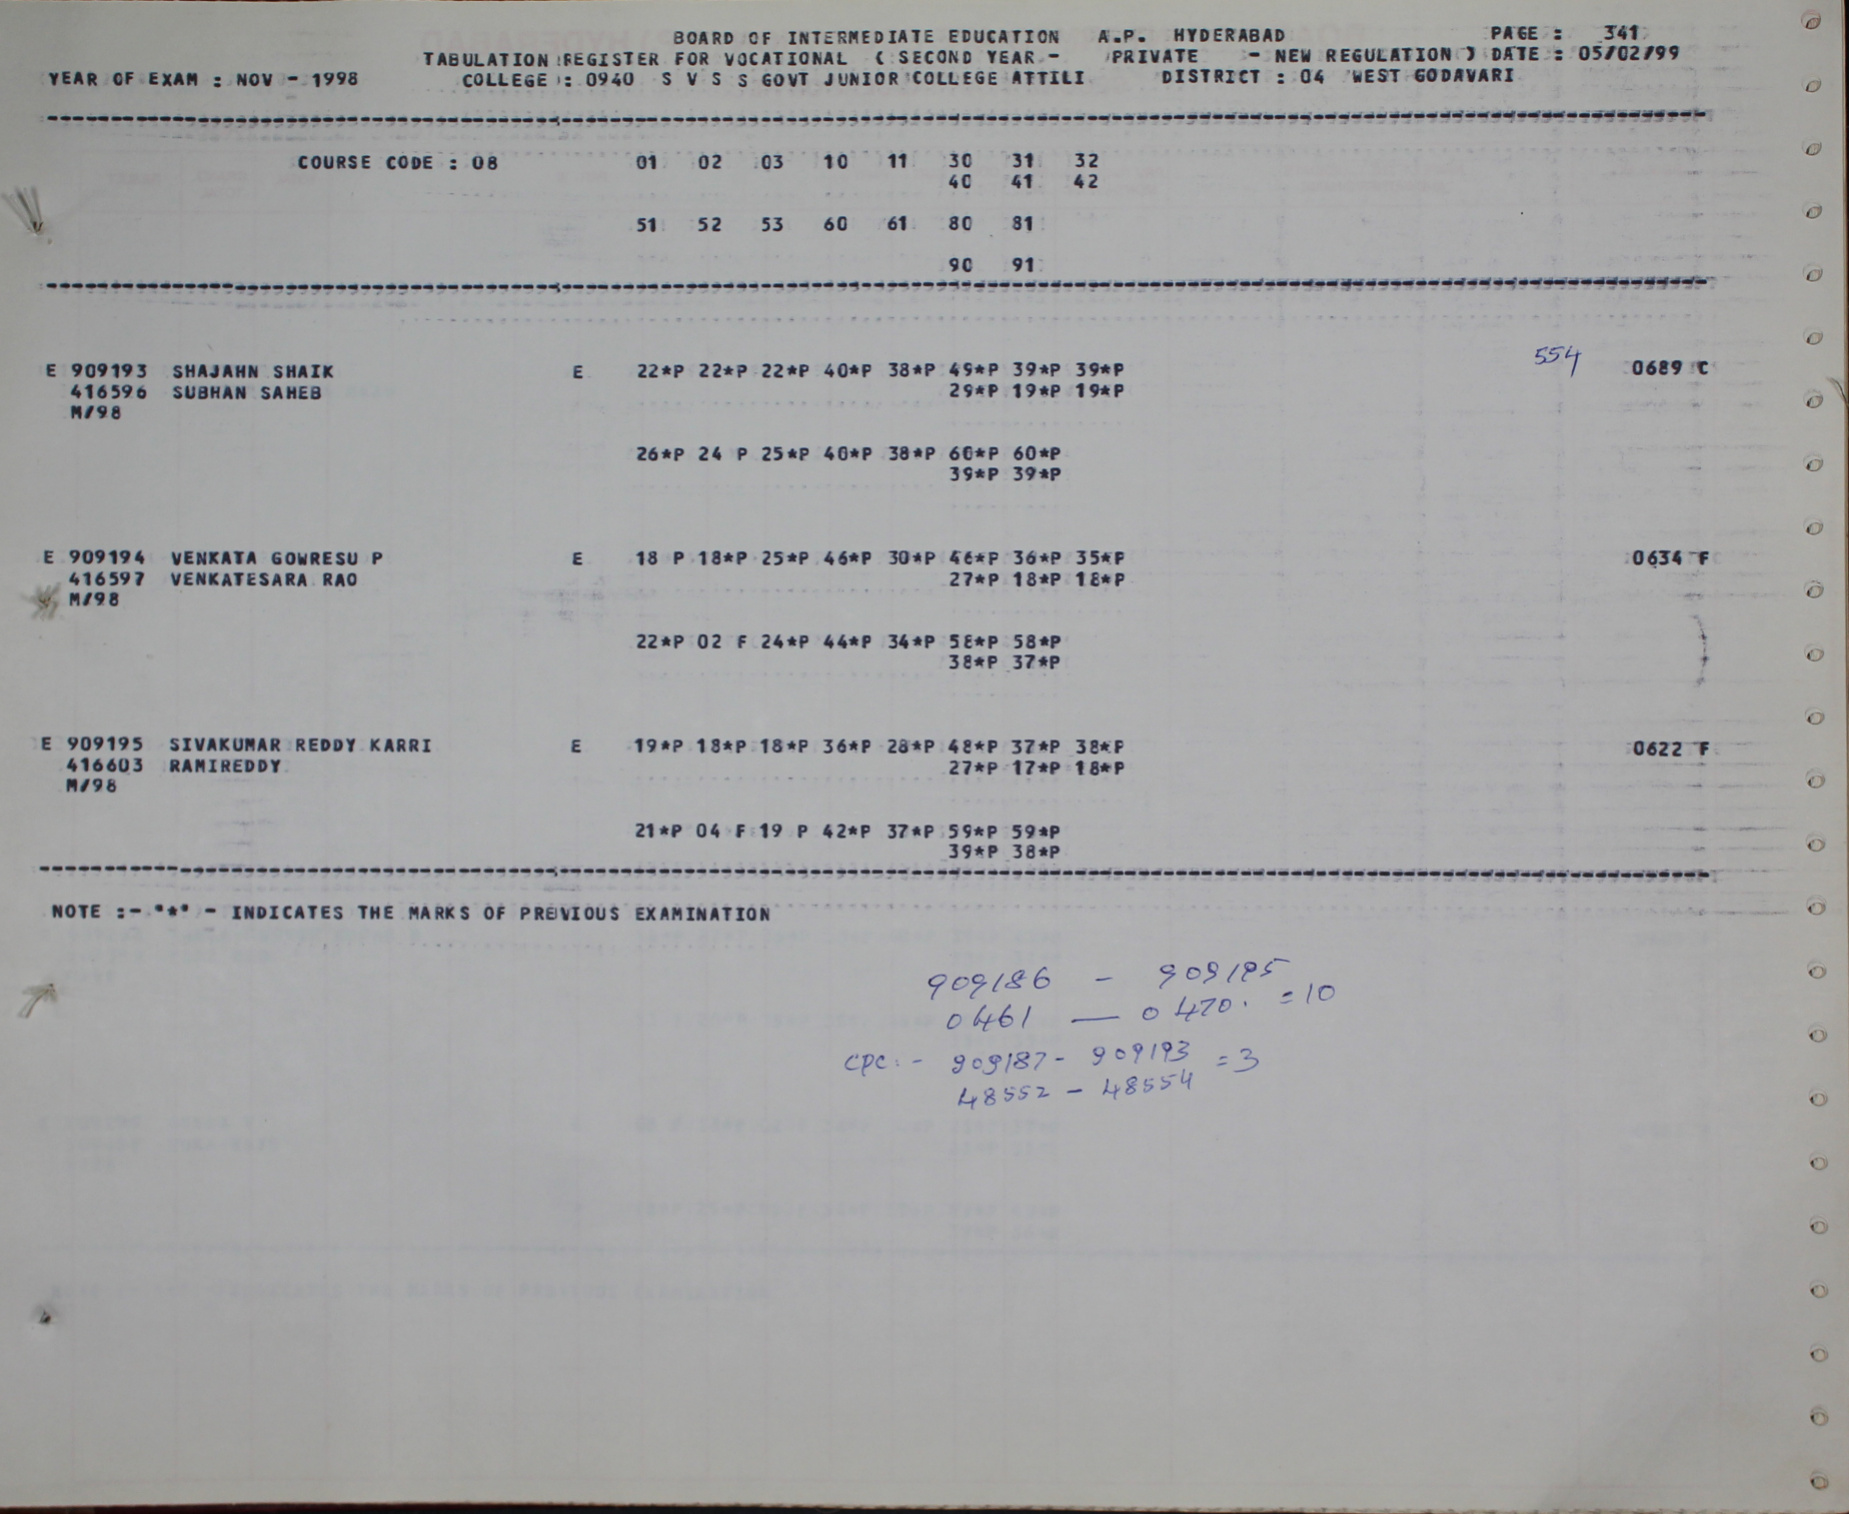 BOARD OF INTERMEDIATE EDUCATION A.P. HYDERABAD PAGE : 341
TABULATION REGISTER FOR VOCATIONAL ( SECOND YEAR - PRIVATE - NEW REGULATION ) DATE : 05/02/99
YEAR OF EXAM : NOV - 1998 COLLEGE : 0940 S V S S GOVT JUNIOR COLLEGE ATTILI DISTRICT : 04 WEST GODAVARI
COURSE CODE : 08 01 02 03 10 11 30 31 32
40 41 42
51 52 53 60 61 80 81
90 91
554
E 909193 SHAJAHN SHAIK E 22*P 22*P 22*P 40*P 38*P 49*P 39*P 39*P 0689 C
416596 SUBHAN SAHEB 29*P 19*P 19*P
M/98
26*P 24 P 25*P 40*P 38*P 60*P 60*P
39*P 39*P
E 909194 VENKATA GOWRESU P E 18 P 18*P 25*P 46*P 30*P 46*P 36*P 35*P 0634 F
416597 VENKATESARA RAO 27*P 18*P 18*P
M/98
22*P 02 F 24*P 44*P 34*P 58*P 58*P
38*P 37*P
E 909195 SIVAKUMAR REDDY KARRI E 19*P 18*P 18*P 36*P 28*P 48*P 37*P 38*P 0622 F
416603 RAMIREDDY 27*P 17*P 18*P
M/98
21*P 04 F 19 P 42*P 37*P 59*P 59*P
39*P 38*P
NOTE :- "*" - INDICATES THE MARKS OF PREVIOUS EXAMINATION
909186 - 909195
0461 — 0470. = 10
CPC :- 909187 - 909193 = 3
48552 - 48554